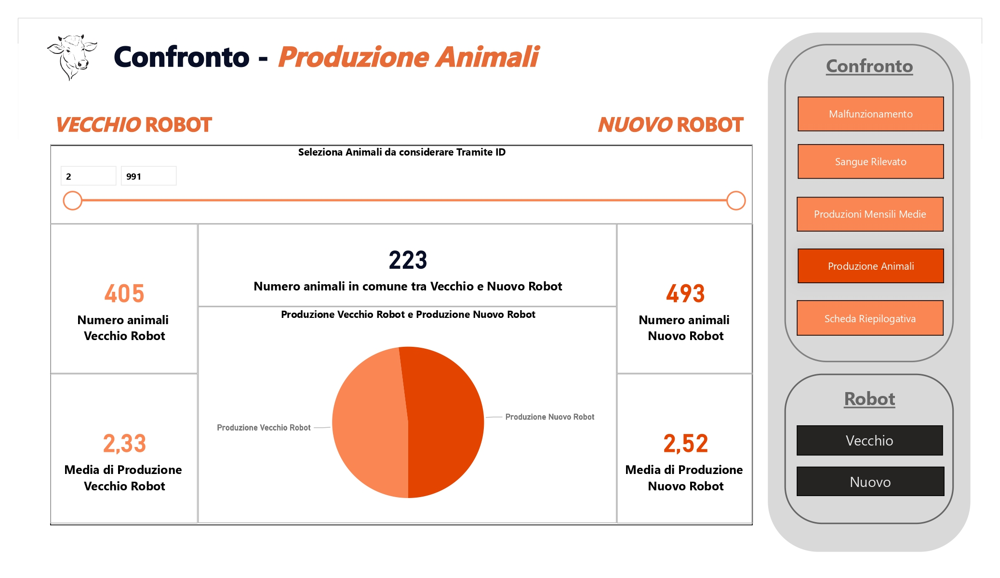 Confronto - Produzione Animali
VECCHIO ROBOT
NUOVO ROBOT
Seleziona Animali da considerare Tramite ID
2
991
405
Numero animali
Vecchio Robot
2,33
Media di Produzione
Vecchio Robot
223
Numero animali in comune tra Vecchio e Nuovo Robot
Produzione Vecchio Robot e Produzione Nuovo Robot
Produzione Vecchio Robot
Produzione Nuovo Robot
493
Numero animali
Nuovo Robot
2,52
Media di Produzione
Nuovo Robot
Confronto
Malfunzionamento
Sangue Rilevato
Produzioni Mensili Medie
Produzione Animali
Scheda Riepilogativa
Robot
Vecchio
Nuovo